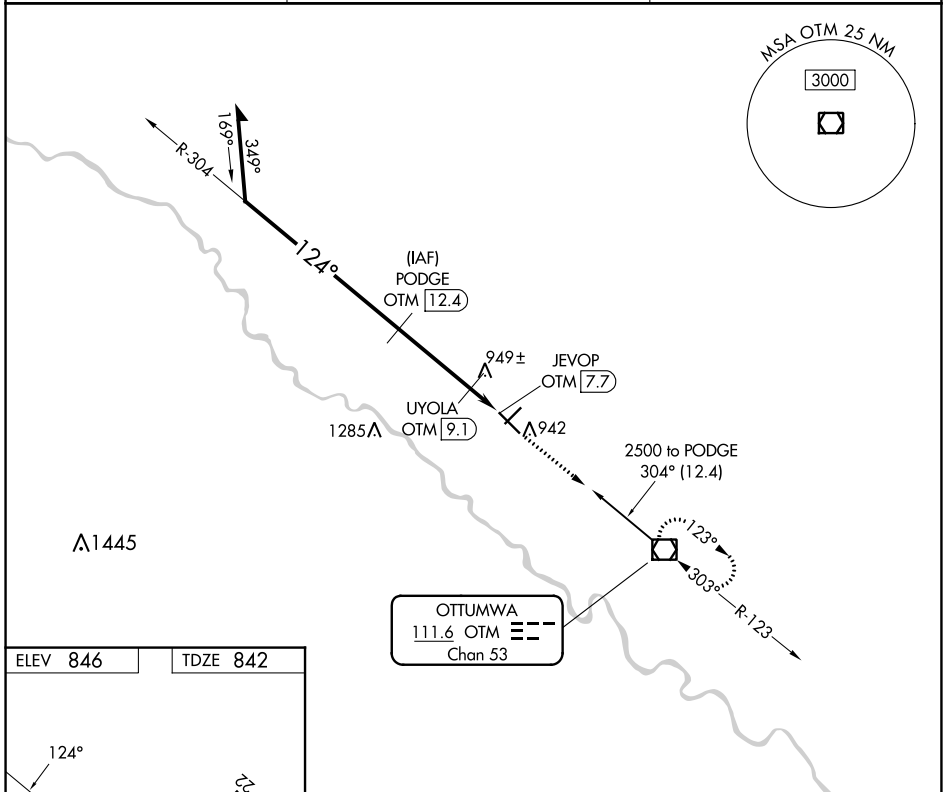 MSA OTM 25 NM
3000
R-304
169°
349°
124°
(IAF)
PODGE
OTM 12.4
949±
JEVOP
OTM 7.7
UYOLA
OTM 9.1
1285
942
2500 to PODGE
304° (12.4)
1445
123°
303°
R-123
OTTUMWA
111.6 OTM
Chan 53
ELEV 846
TDZE 842
124°
22